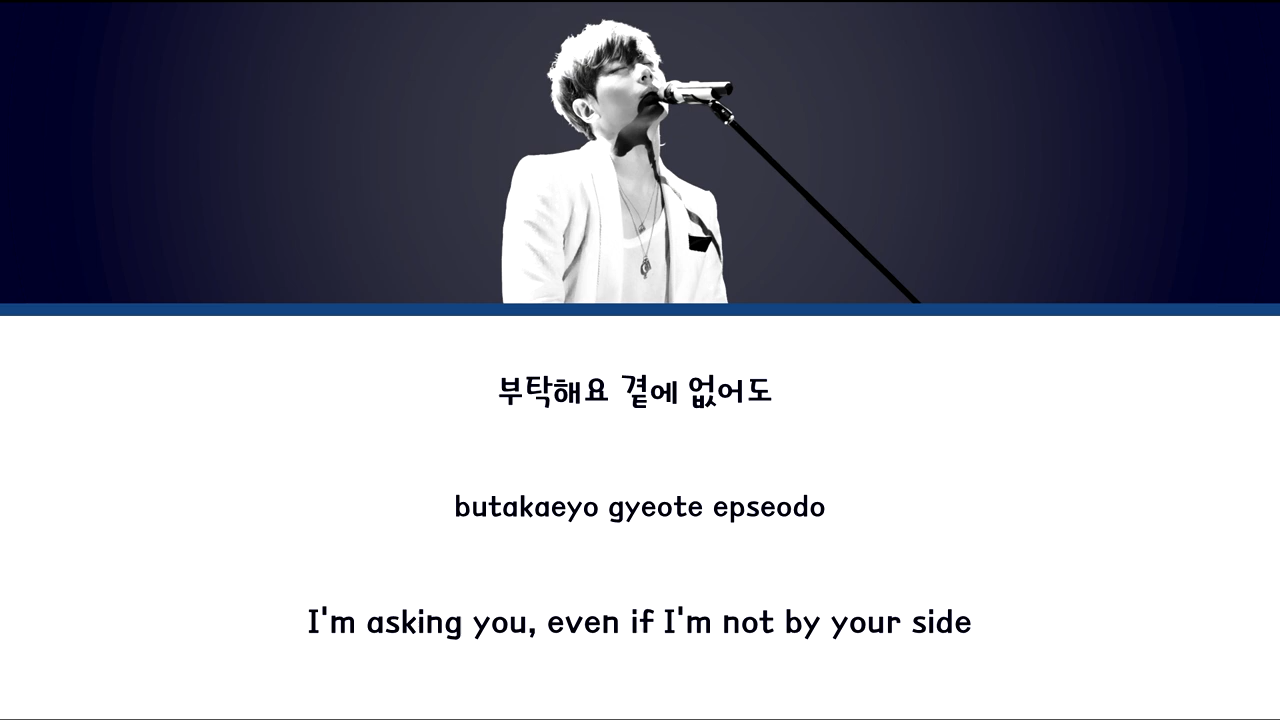 부탁해요 곁에 없어도
butakaeyo gyeote epseodo
I'm asking you, even if I'm not by your side